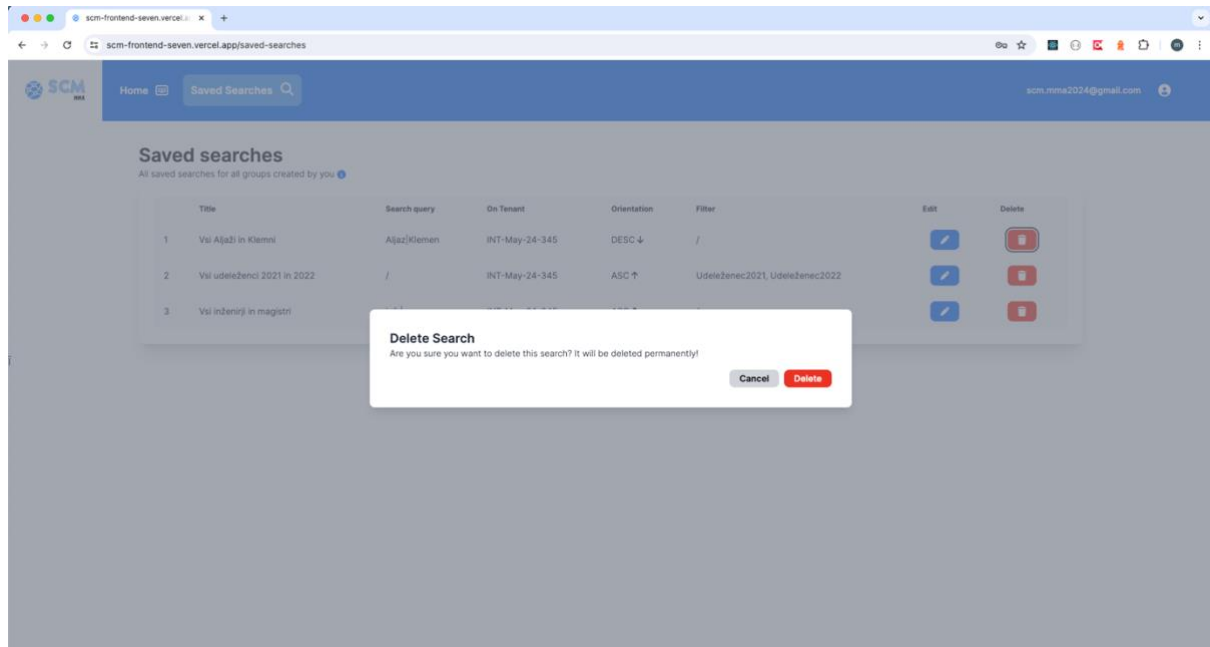 scm-frontend-seven.vercel.a
scm-frontend-seven.vercel.app/saved-searches
SCM
MMA
Home
Saved Searches
scm.mma2024@gmail.com
Saved searches
All saved searches for all groups created by you
Title Search query On Tenant Orientation Filter Edit Delete
1 Vsi Aljaži in Klemni Aljaz|Klemen INT-May-24-345 DESC ↓ /
2 Vsi udeleženci 2021 in 2022 / INT-May-24-345 ASC ↑ Udeleženec2021, Udeleženec2022
3 Vsi inženirji in magistri
Delete Search
Are you sure you want to delete this search? It will be deleted permanently!
Cancel Delete